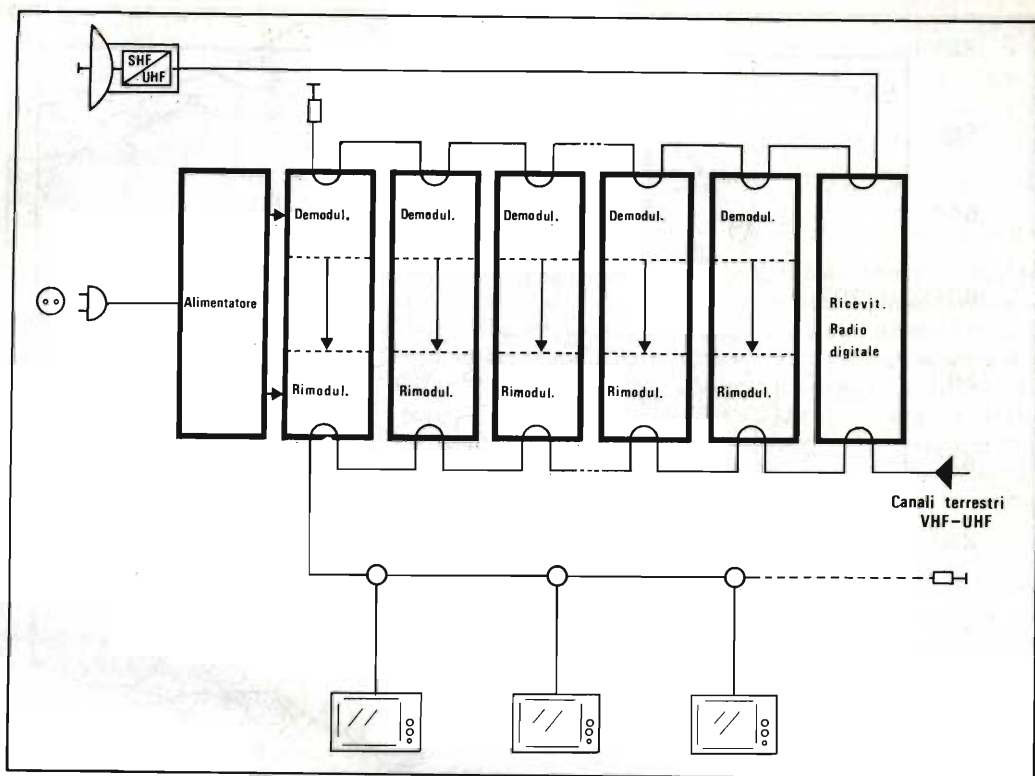 SHF
UHF
Demodul.
Demodul.
Demodul.
Demodul.
Demodul.
Alimentatore
Ricevit.
Radio
digitale
Rimodul.
Rimodul.
Rimodul.
Rimodul.
Rimodul.
Canali terrestri
VHF-UHF